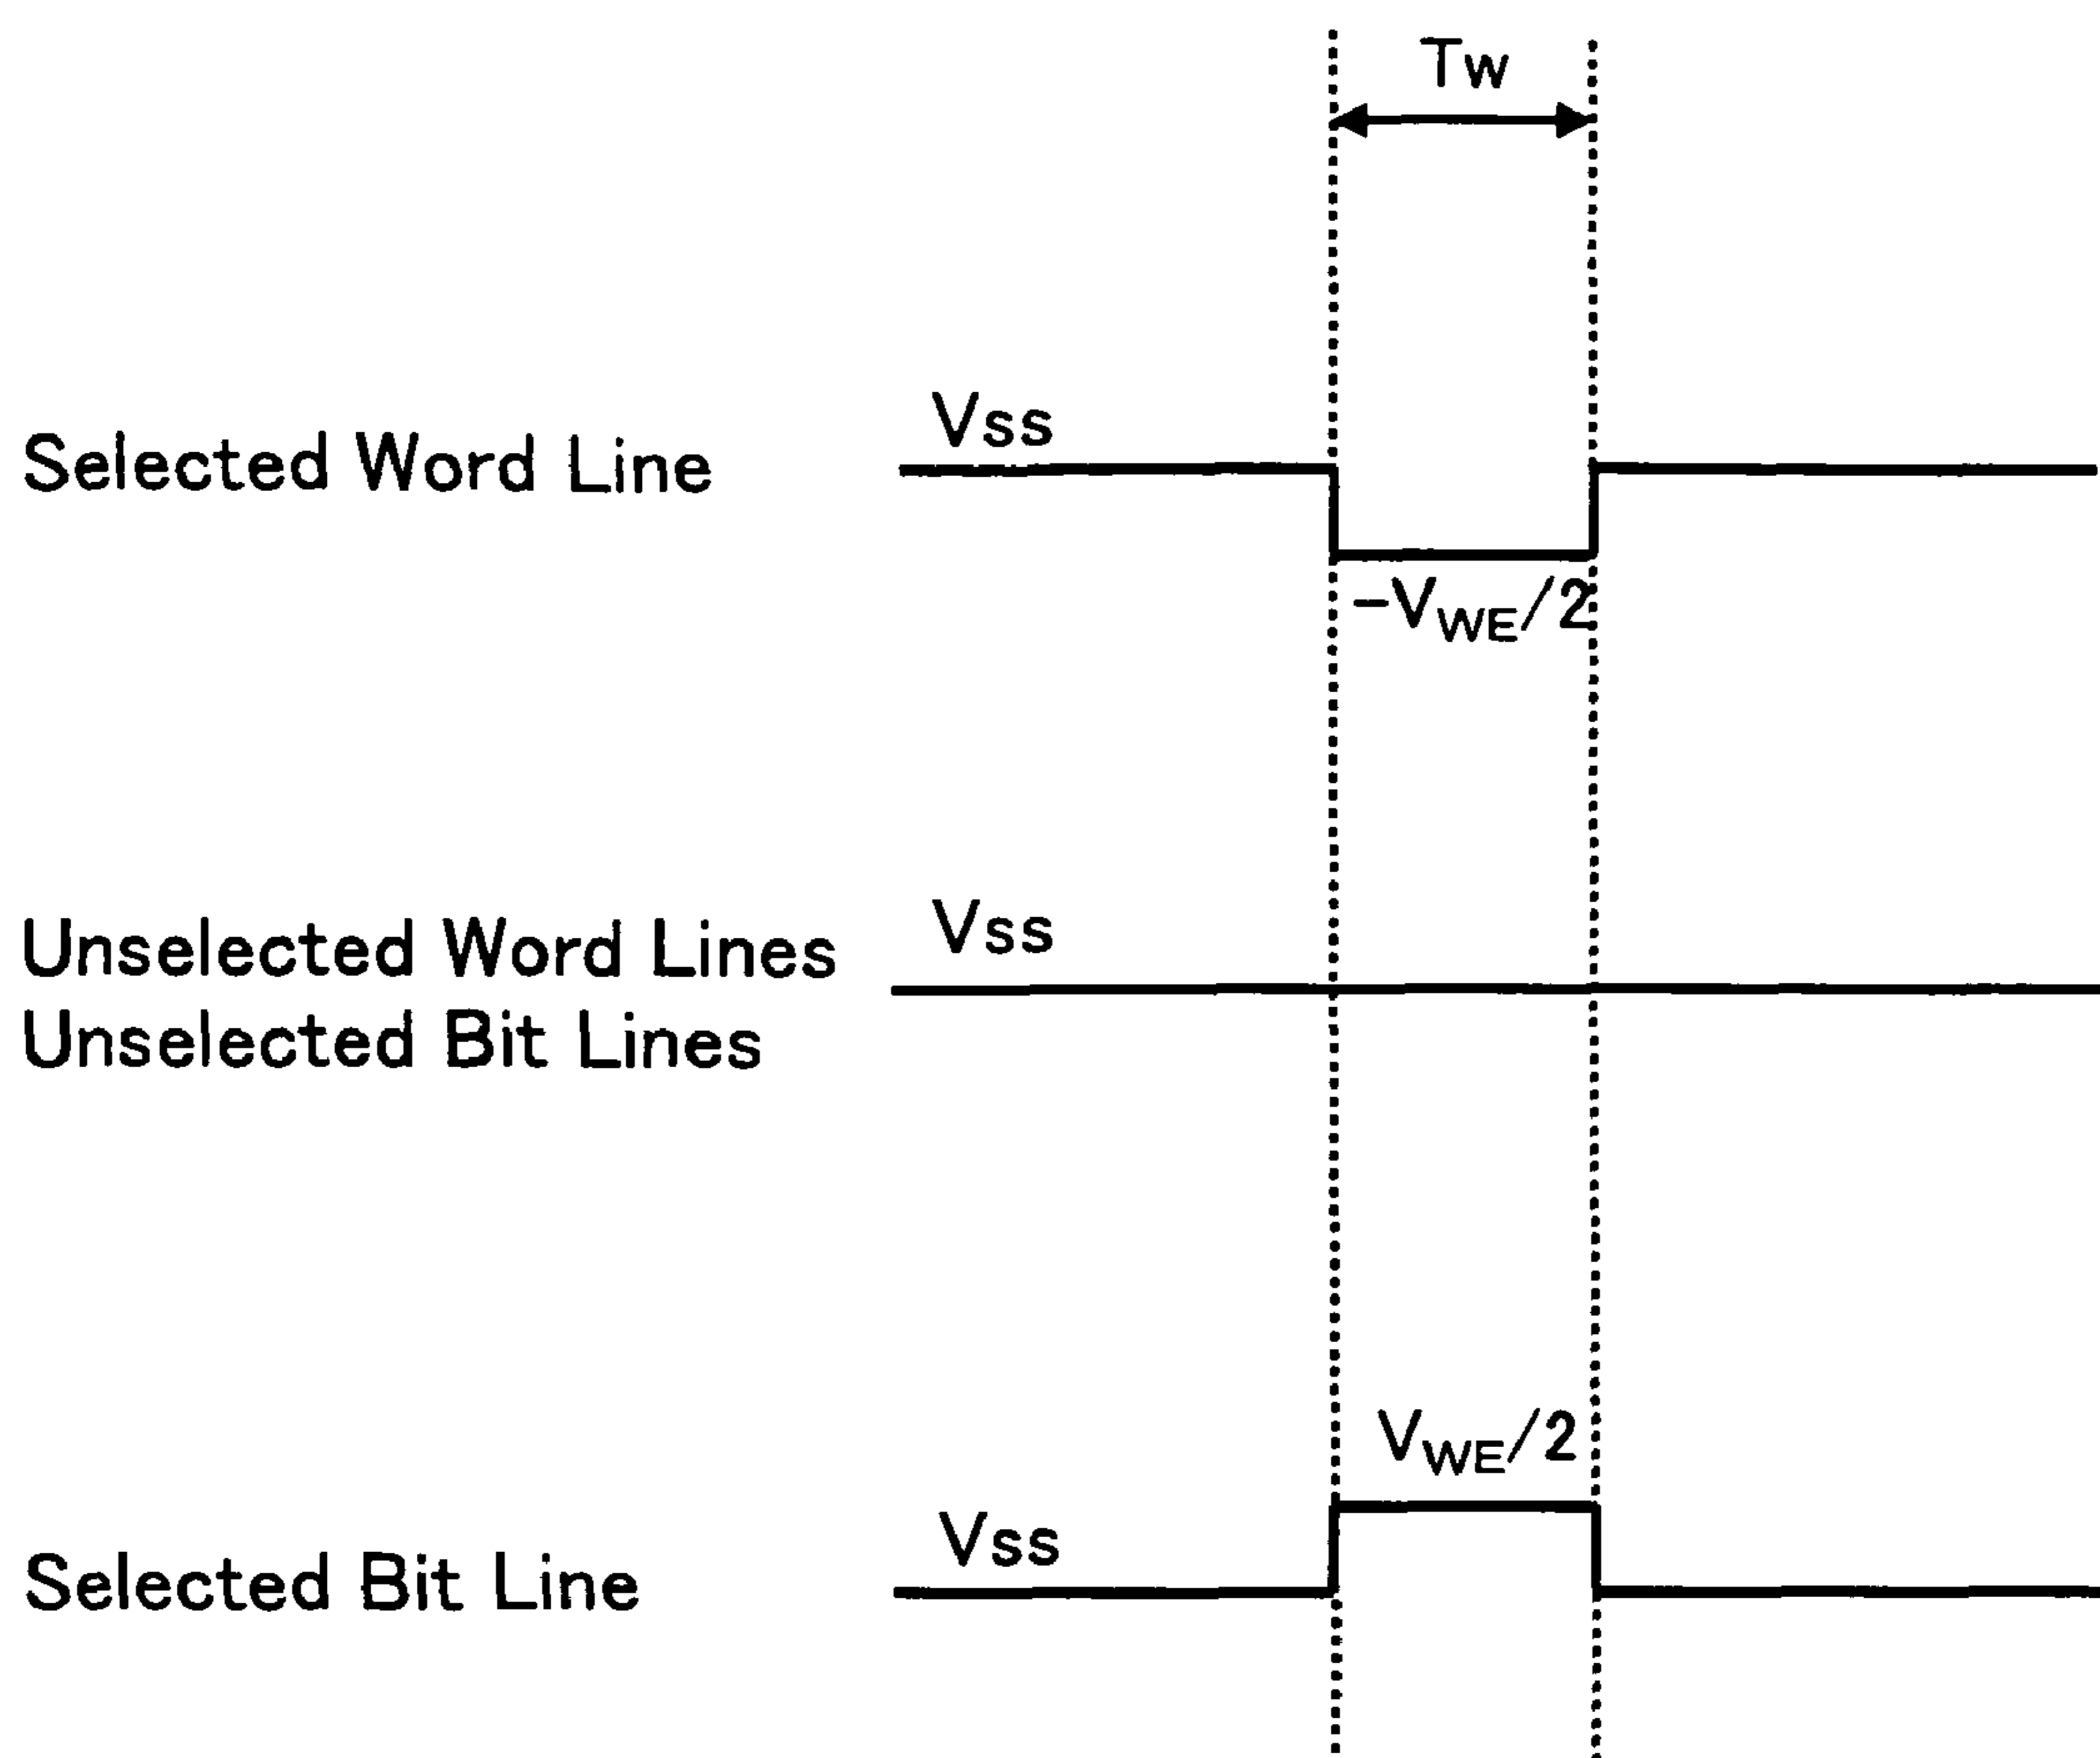 Tw
Vss
Selected Word Line
-VWE/2
Vss
Unselected Word Lines
Unselected Bit Lines
VWE/2
Vss
Selected Bit Line